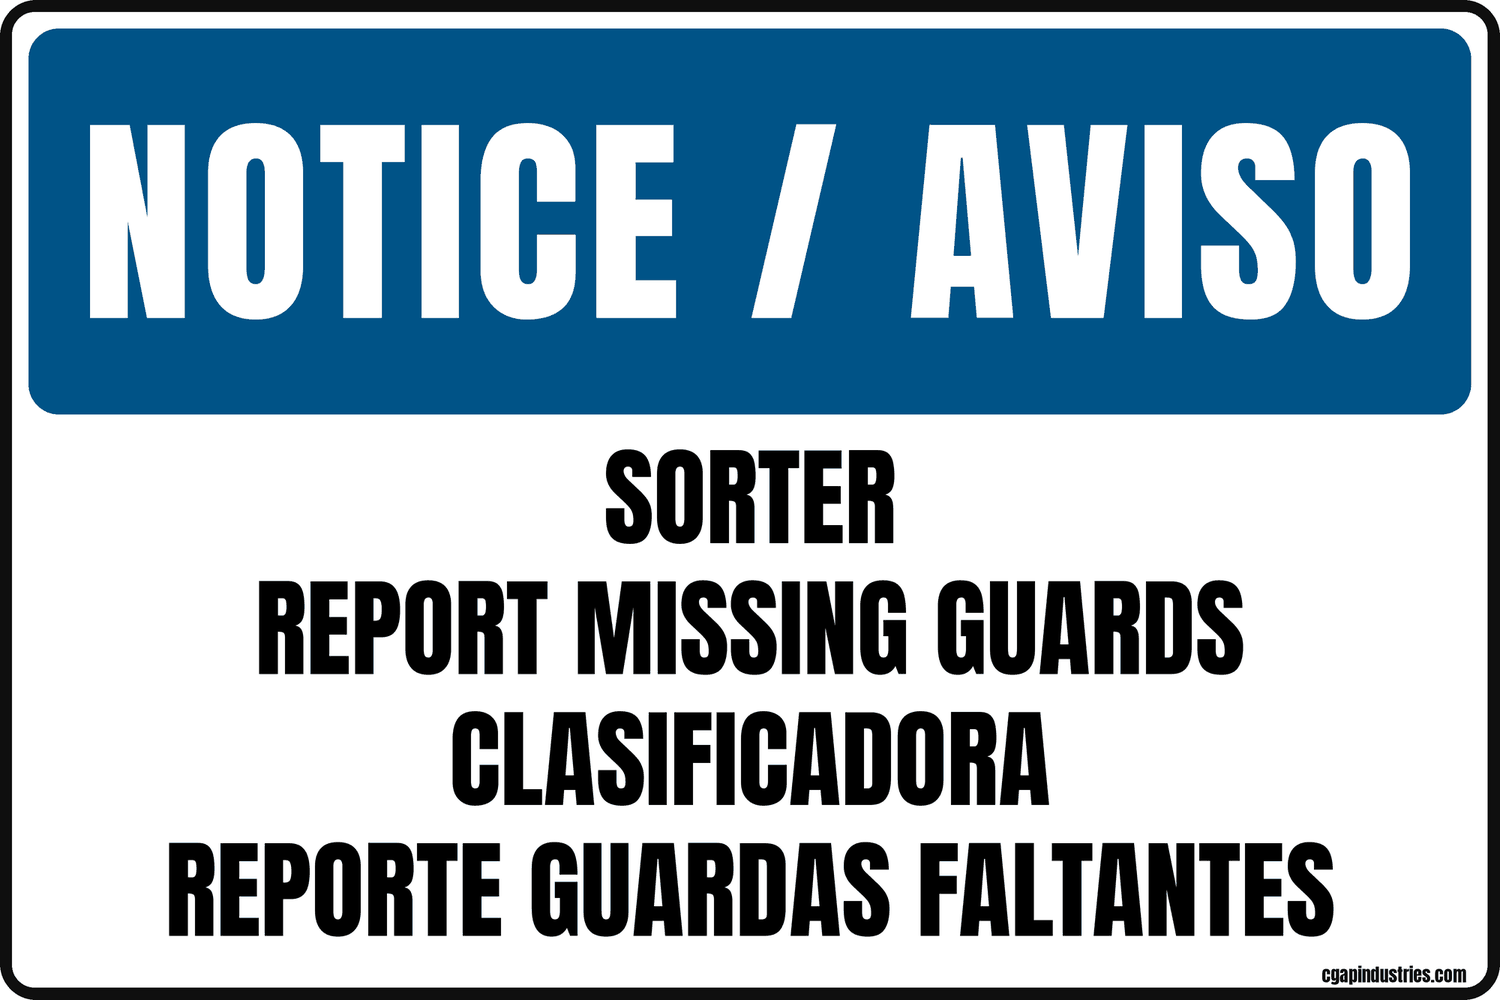 NOTICE / AVISO
SORTER
REPORT MISSING GUARDS
CLASIFICADORA
REPORTE GUARDAS FALTANTES
cgapindustries.com